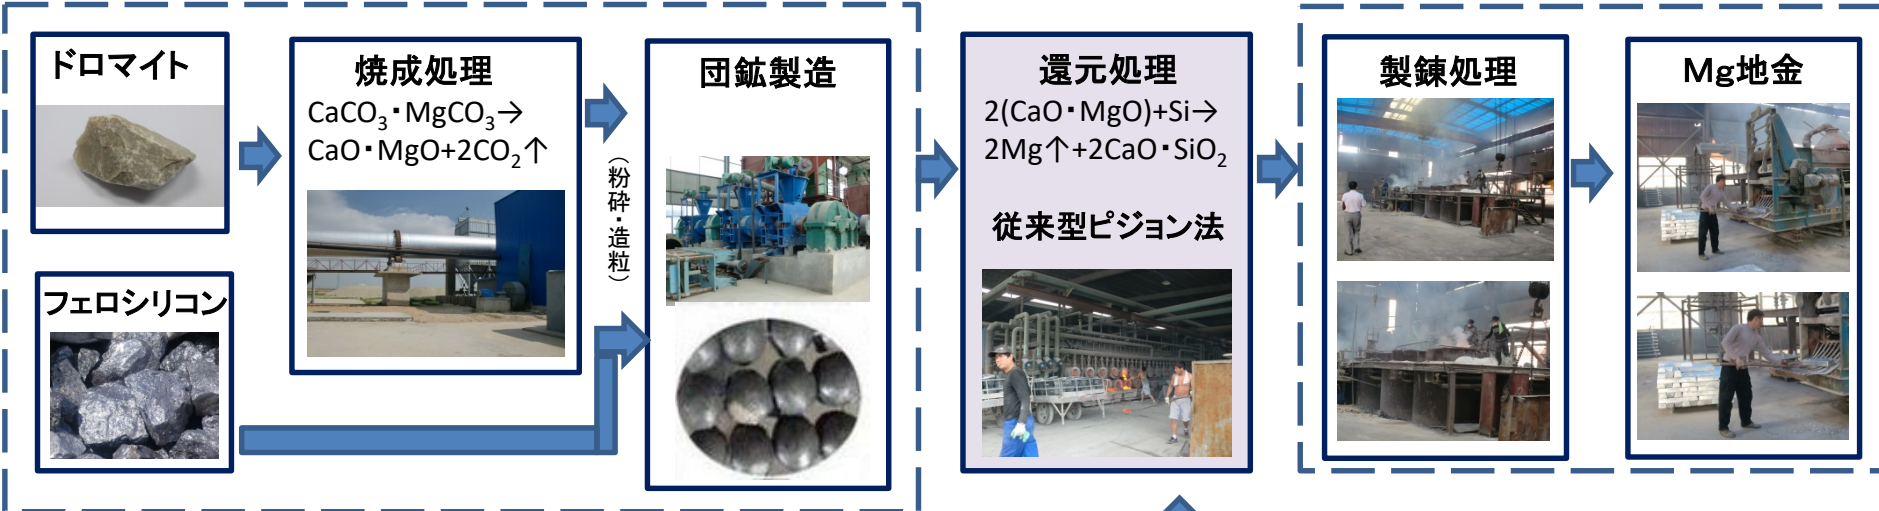 ドロマイト
フェロシリコン
焼成処理
CaCO₃・MgCO₃→
CaO・MgO+2CO₂↑
(粉砕・造粒)
団鉱製造
還元処理
2(CaO・MgO)+Si→
2Mg↑+2CaO・SiO₂
従来型ピジョン法
製錬処理
Mg地金